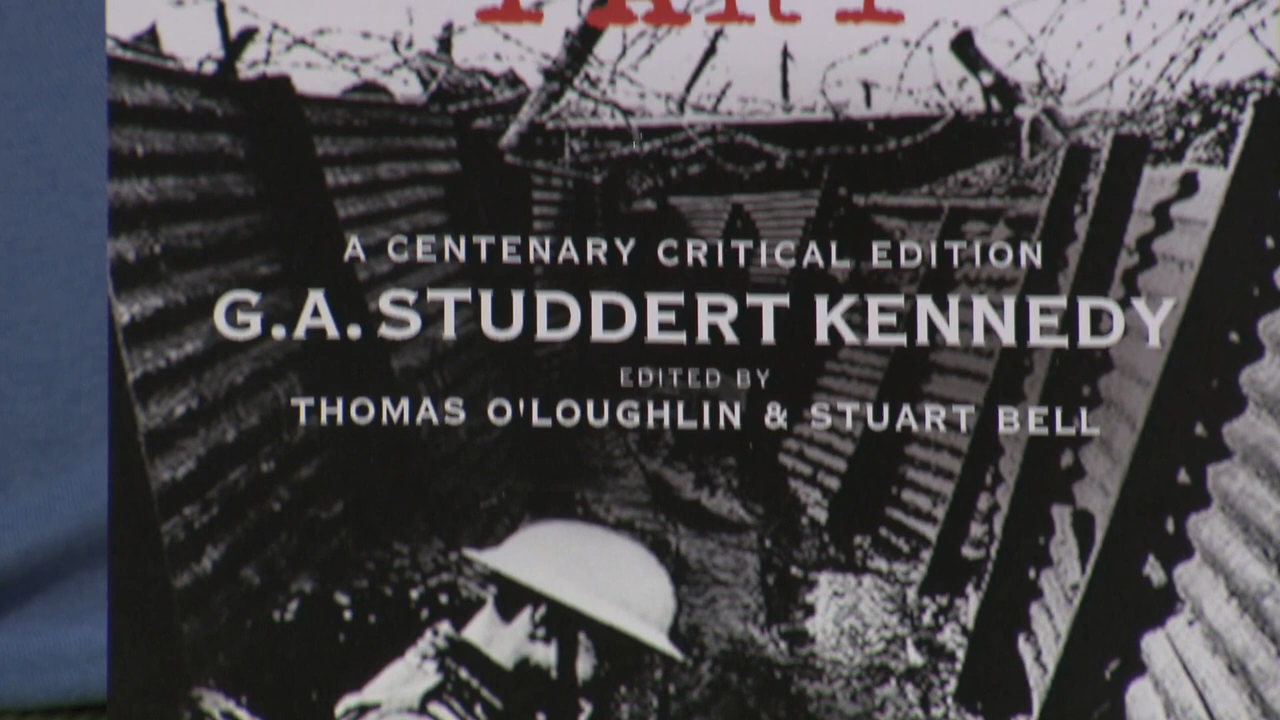 A CENTENARY CRITICAL EDITION
G.A. STUDDERT KENNEDY
EDITED BY
THOMAS O'LOUGHLIN & STUART BELL